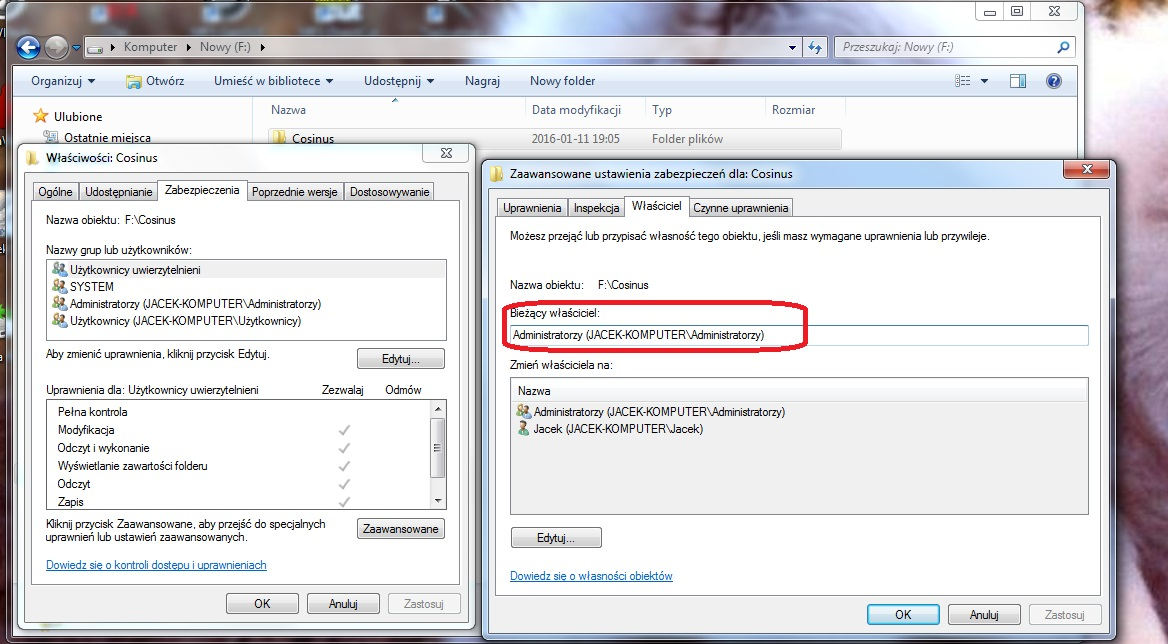 Komputer ▸ Nowy (F:) ▸
Przeszukaj: Nowy (F:)
Organizuj Otwórz Umieść w bibliotece Udostępnij Nagraj Nowy folder
Ulubione
Ostatnie miejsca
Nazwa Data modyfikacji Typ Rozmiar
Cosinus 2016-01-11 19:05 Folder plików
Właściwości: Cosinus
Ogólne Udostępnianie Zabezpieczenia Poprzednie wersje Dostosowywanie
Nazwa obiektu: F:\Cosinus
Nazwy grup lub użytkowników:
Użytkownicy uwierzytelnieni
SYSTEM
Administratorzy (JACEK-KOMPUTER\Administratorzy)
Użytkownicy (JACEK-KOMPUTER\Użytkownicy)
Aby zmienić uprawnienia, kliknij przycisk Edytuj.
Edytuj...
Uprawnienia dla: Użytkownicy uwierzytelnieni Zezwalaj Odmów
Pełna kontrola
Modyfikacja
Odczyt i wykonanie
Wyświetlanie zawartości folderu
Odczyt
Zapis
Kliknij przycisk Zaawansowane, aby przejść do specjalnych
uprawnień lub ustawień zaawansowanych.
Zaawansowane
Dowiedz się o kontroli dostępu i uprawnieniach
OK Anuluj Zastosuj
Zaawansowane ustawienia zabezpieczeń dla: Cosinus
Uprawnienia Inspekcja Właściciel Czynne uprawnienia
Możesz przejąć lub przypisać własność tego obiektu, jeśli masz wymagane uprawnienia lub przywileje.
Nazwa obiektu: F:\Cosinus
Bieżący właściciel:
Administratorzy (JACEK-KOMPUTER\Administratorzy)
Zmień właściciela na:
Nazwa
Administratorzy (JACEK-KOMPUTER\Administratorzy)
Jacek (JACEK-KOMPUTER\Jacek)
Edytuj...
Dowiedz się o własności obiektów
OK Anuluj Zastosuj